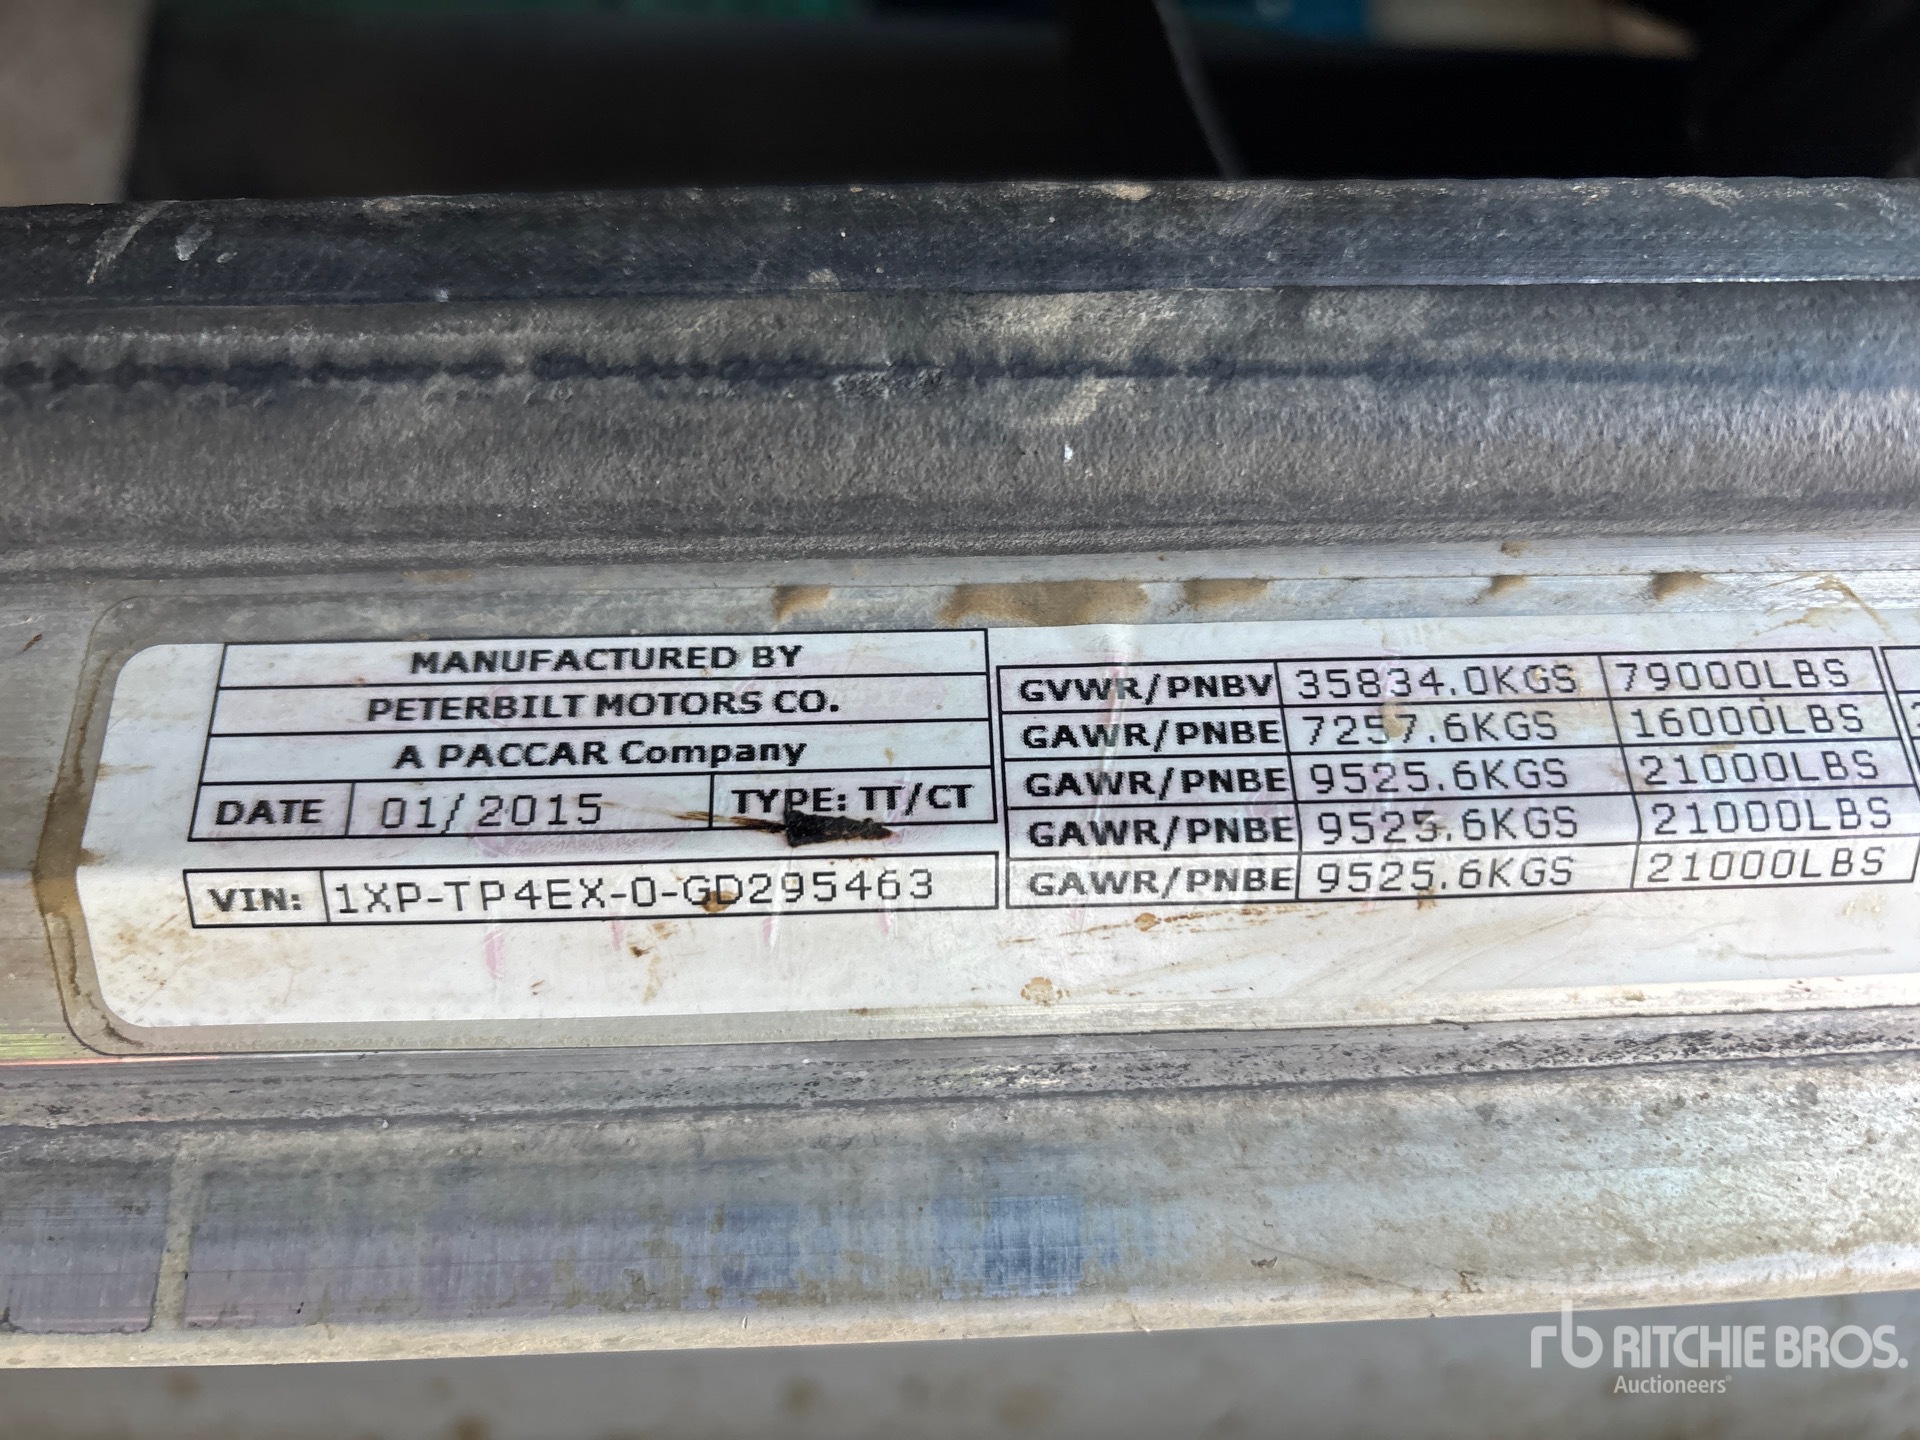 MANUFACTURED BY
PETERBILT MOTORS CO.
A PACCAR Company
DATE 01/2015 TYPE: TT/CT
VIN: 1XP-TP4EX-0-GD295463
GVWR/PNBV 35834.0KGS 79000LBS
GAWR/PNBE 7257.6KGS 16000LBS
GAWR/PNBE 9525.6KGS 21000LBS
GAWR/PNBE 9525.6KGS 21000LBS
GAWR/PNBE 9525.6KGS 21000LBS
rb RITCHIE BROS.
Auctioneers